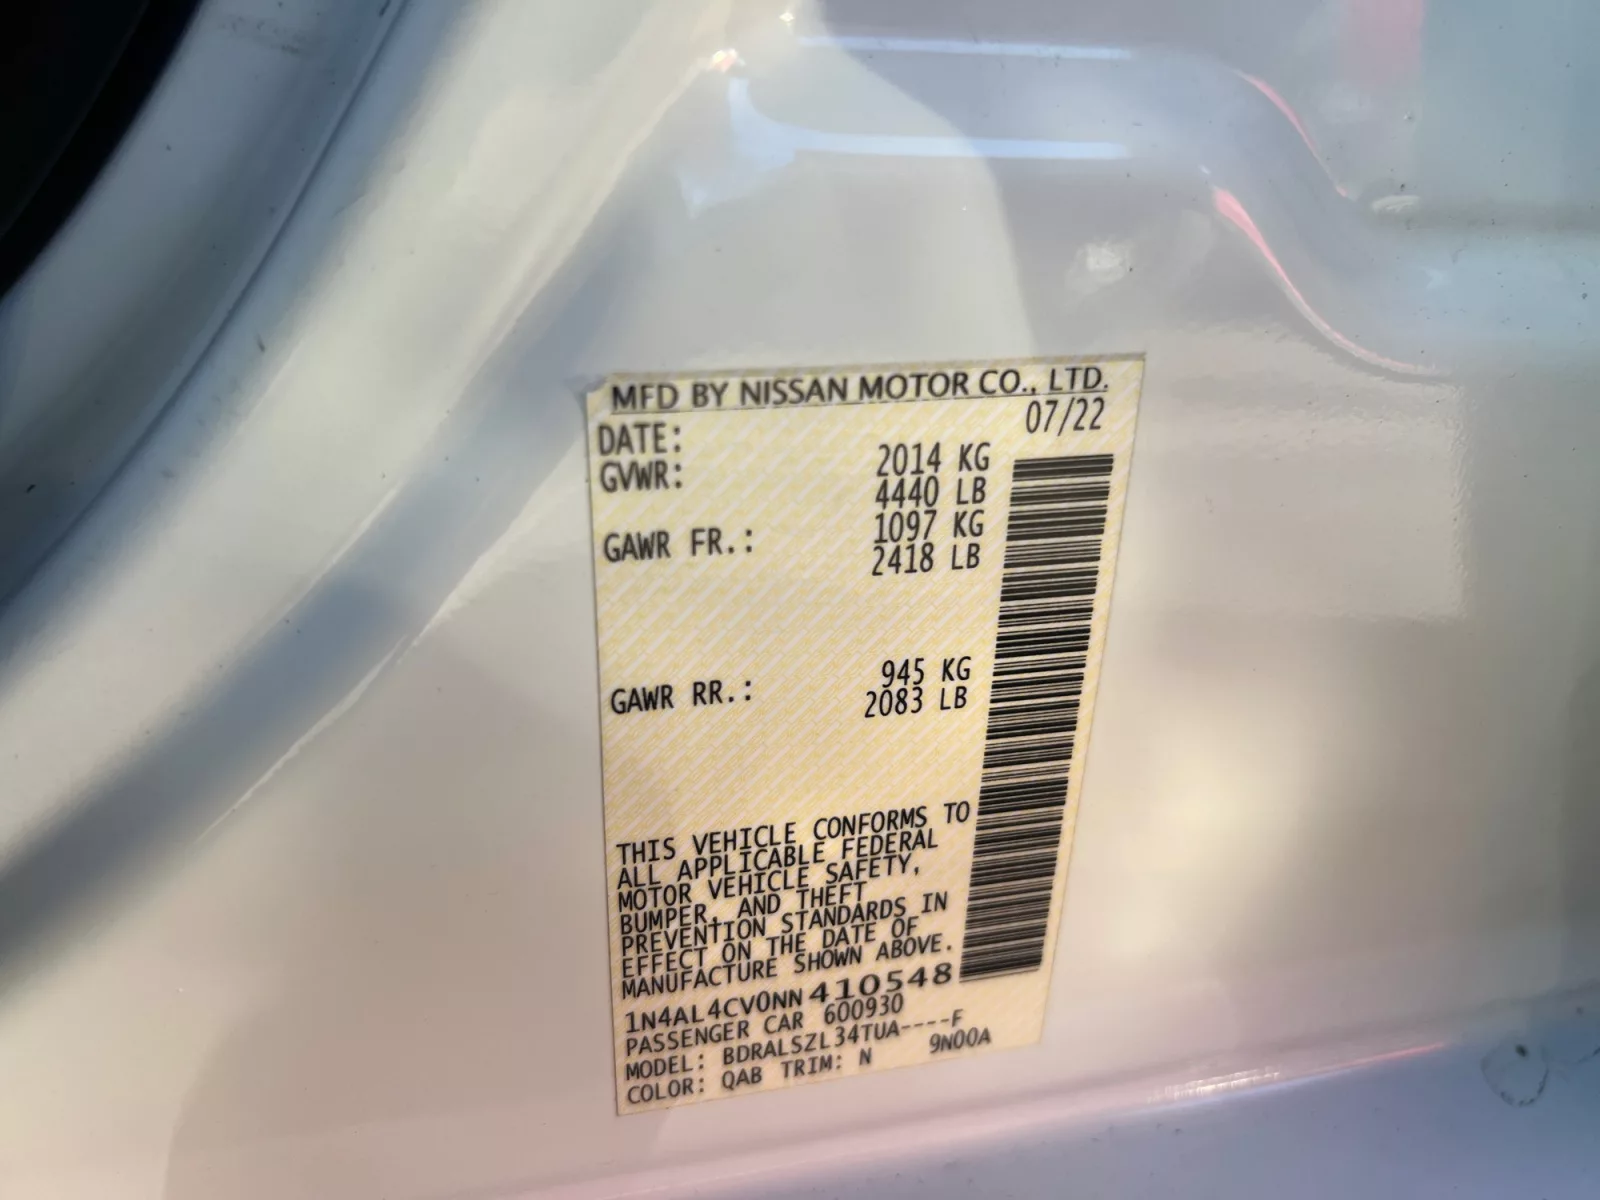 MFD BY NISSAN MOTOR CO., LTD.
DATE: 07/22
GVWR: 2014 KG
4440 LB
GAWR FR.: 1097 KG
2418 LB
GAWR RR.: 945 KG
2083 LB
THIS VEHICLE CONFORMS TO
ALL APPLICABLE FEDERAL
MOTOR VEHICLE SAFETY,
BUMPER, AND THEFT
PREVENTION STANDARDS IN
EFFECT ON THE DATE OF
MANUFACTURE SHOWN ABOVE.
1N4AL4CV0NN410548
PASSENGER CAR 600930
MODEL: BDRALSZL34TUA----F
COLOR: QAB TRIM: N 9N00A